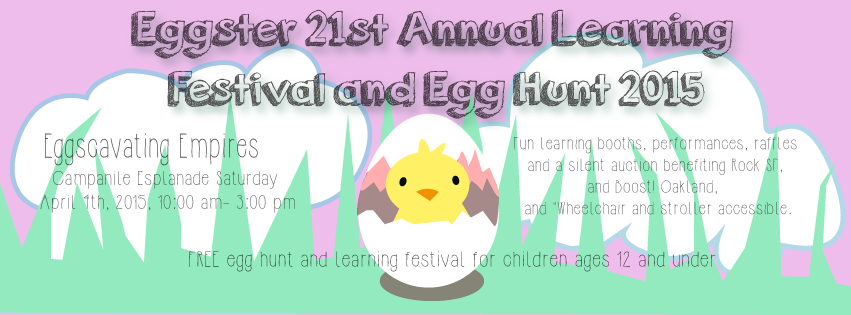 Eggster 21st Annual Learning
Festival and Egg Hunt 2015
Eggscavating Empires
Campanile Esplanade Saturday
April 4th, 2015, 10:00 am- 3:00 pm
Fun learning booths, performances, raffles
and a silent auction benefiting Rock SF,
and Boost! Oakland,
and "Wheelchair and stroller accessible.
FREE egg hunt and learning festival for children ages 12 and under